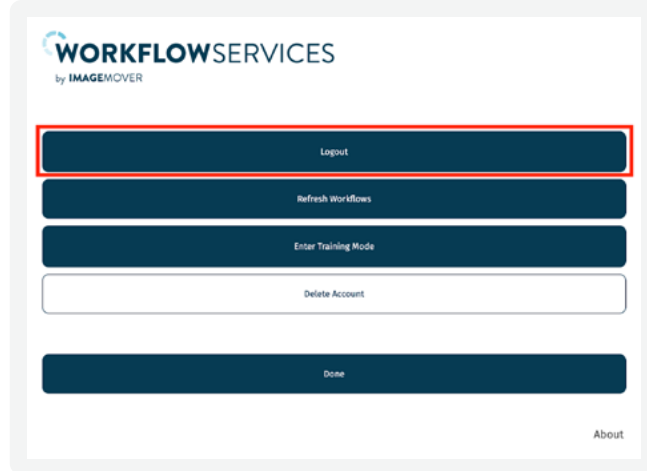 WORKFLOWSERVICES
by IMAGEMOVER
Logout
Refresh Workflows
Enter Training Mode
Delete Account
Done
About